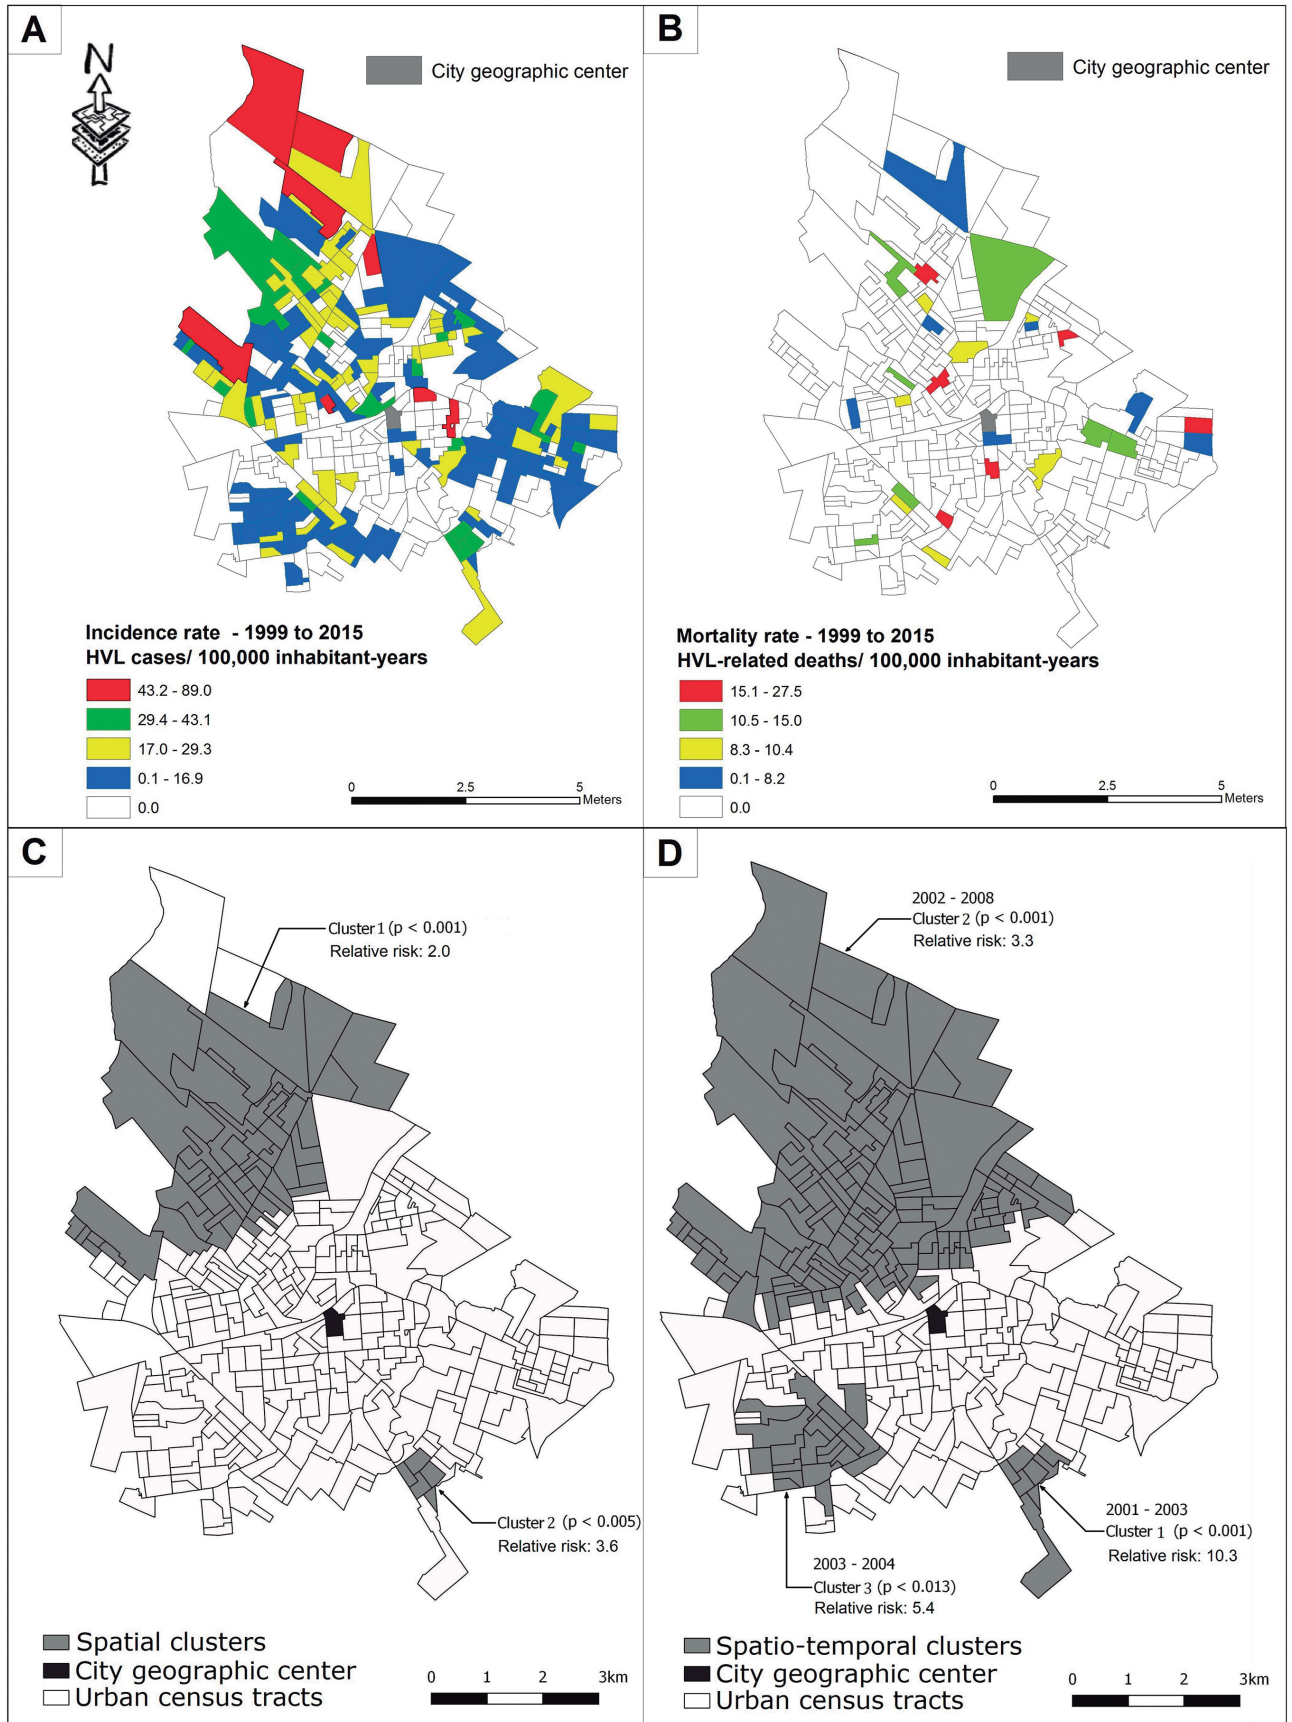 A
N
City geographic center
Incidence rate - 1999 to 2015
HVL cases/ 100,000 inhabitant-years
43.2 - 89.0
29.4 - 43.1
17.0 - 29.3
0.1 - 16.9
0.0
0 2.5 5
Meters
B
City geographic center
Mortality rate - 1999 to 2015
HVL-related deaths/ 100,000 inhabitant-years
15.1 - 27.5
10.5 - 15.0
8.3 - 10.4
0.1 - 8.2
0.0
0 2.5 5
Meters
C
Cluster 1 (p < 0.001)
Relative risk: 2.0
Cluster 2 (p < 0.005)
Relative risk: 3.6
Spatial clusters
City geographic center
Urban census tracts
0 1 2 3km
D
2002 - 2008
Cluster 2 (p < 0.001)
Relative risk: 3.3
2001 - 2003
Cluster 1 (p < 0.001)
Relative risk: 10.3
2003 - 2004
Cluster 3 (p < 0.013)
Relative risk: 5.4
Spatio-temporal clusters
City geographic center
Urban census tracts
0 1 2 3km